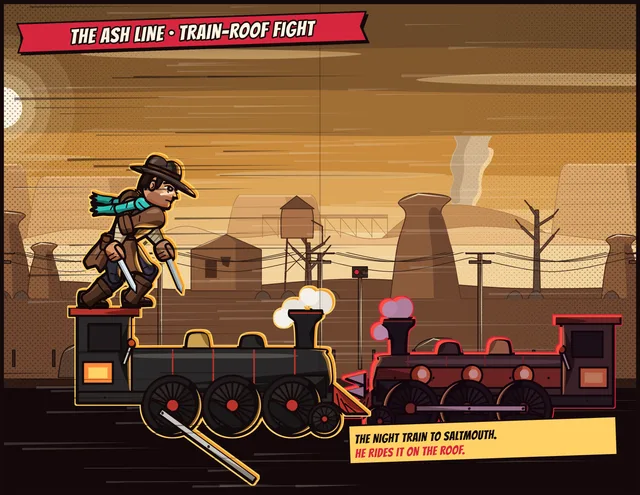 THE ASH LINE · TRAIN-ROOF FIGHT
THE NIGHT TRAIN TO SALTMOUTH.
HE RIDES IT ON THE ROOF.